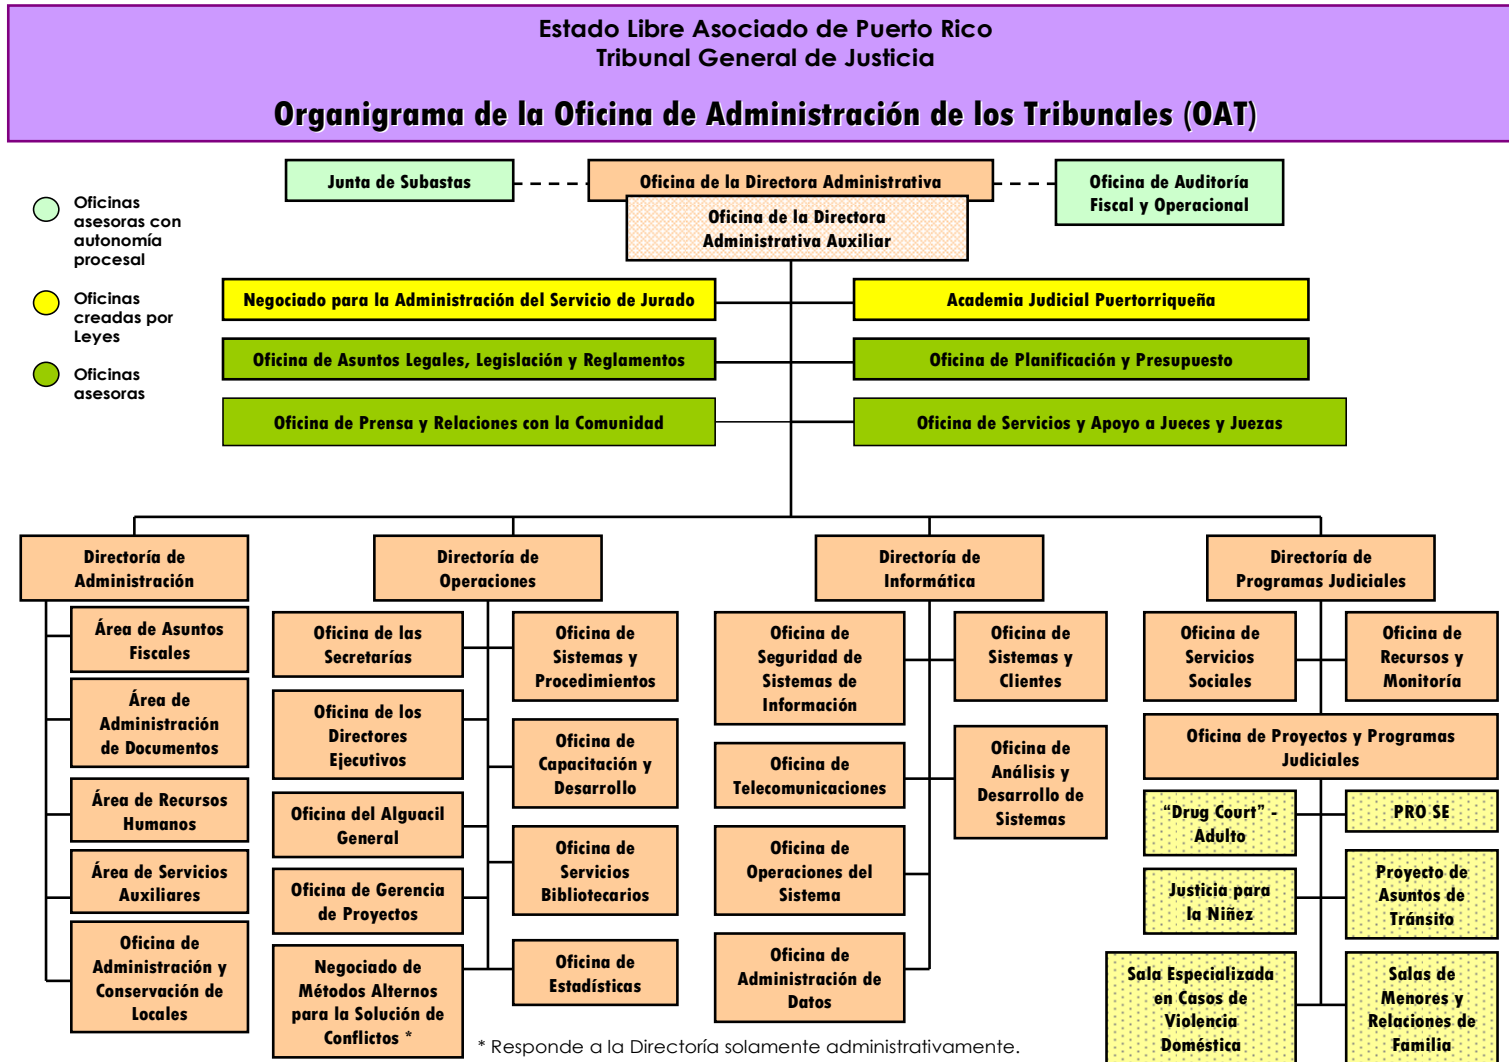 Estado Libre Asociado de Puerto Rico
Tribunal General de Justicia
Organigrama de la Oficina de Administración de los Tribunales (OAT)
Junta de Subastas
Oficina de la Directora Administrativa
Oficina de Auditoría
Fiscal y Operacional
Oficina de la Directora
Administrativa Auxiliar
Oficinas
asesoras con
autonomía
procesal
Oficinas
creadas por
Leyes
Oficinas
asesoras
Negociado para la Administración del Servicio de Jurado
Academia Judicial Puertorriqueña
Oficina de Asuntos Legales, Legislación y Reglamentos
Oficina de Planificación y Presupuesto
Oficina de Prensa y Relaciones con la Comunidad
Oficina de Servicios y Apoyo a Jueces y Juezas
Directoría de
Administración
Área de Asuntos
Fiscales
Área de
Administración
de Documentos
Área de Recursos
Humanos
Área de Servicios
Auxiliares
Oficina de
Administración y
Conservación de
Locales
Directoría de
Operaciones
Oficina de las
Secretarías
Oficina de
Sistemas y
Procedimientos
Oficina de los
Directores
Ejecutivos
Oficina de
Capacitación y
Desarrollo
Oficina del Alguacil
General
Oficina de
Servicios
Bibliotecarios
Oficina de Gerencia
de Proyectos
Negociado de
Métodos Alternos
para la Solución de
Conflictos *
Oficina de
Estadísticas
Directoría de
Informática
Oficina de
Seguridad de
Sistemas de
Información
Oficina de
Sistemas y
Clientes
Oficina de
Telecomunicaciones
Oficina de
Análisis y
Desarrollo de
Sistemas
Oficina de
Operaciones del
Sistema
Oficina de
Administración de
Datos
Directoría de
Programas Judiciales
Oficina de
Servicios
Sociales
Oficina de
Recursos y
Monitoría
Oficina de Proyectos y Programas
Judiciales
“Drug Court” -
Adulto
PRO SE
Justicia para
la Niñez
Proyecto de
Asuntos de
Tránsito
Sala Especializada
en Casos de
Violencia
Doméstica
Salas de
Menores y
Relaciones de
Familia
* Responde a la Directoría solamente administrativamente.